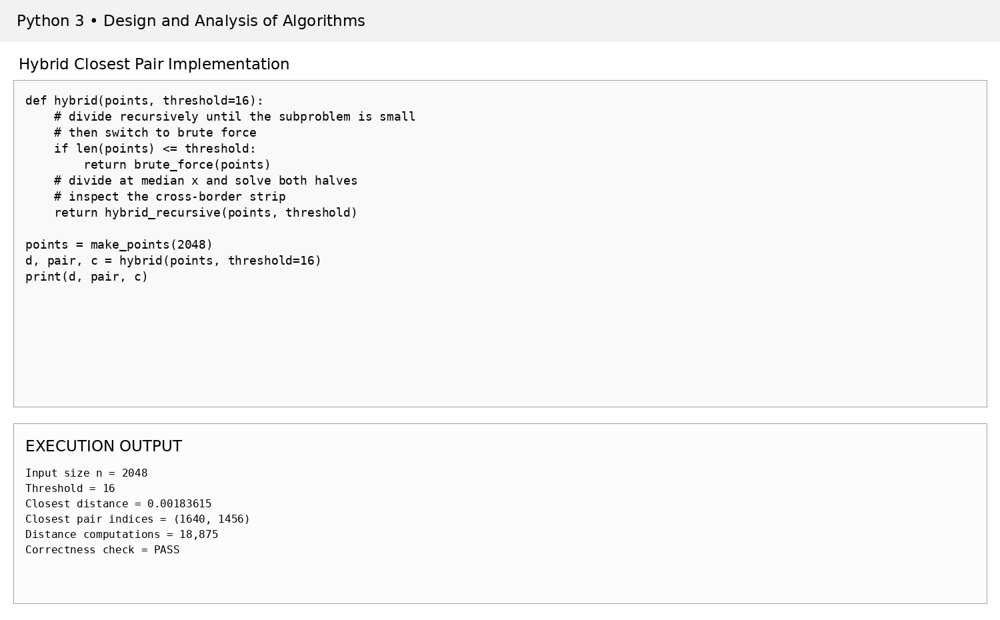 Python 3 • Design and Analysis of Algorithms
Hybrid Closest Pair Implementation
def hybrid(points, threshold=16):
    # divide recursively until the subproblem is small
    # then switch to brute force
    if len(points) <= threshold:
        return brute_force(points)
    # divide at median x and solve both halves
    # inspect the cross-border strip
    return hybrid_recursive(points, threshold)

points = make_points(2048)
d, pair, c = hybrid(points, threshold=16)
print(d, pair, c)
EXECUTION OUTPUT
Input size n = 2048
Threshold = 16
Closest distance = 0.00183615
Closest pair indices = (1640, 1456)
Distance computations = 18,875
Correctness check = PASS